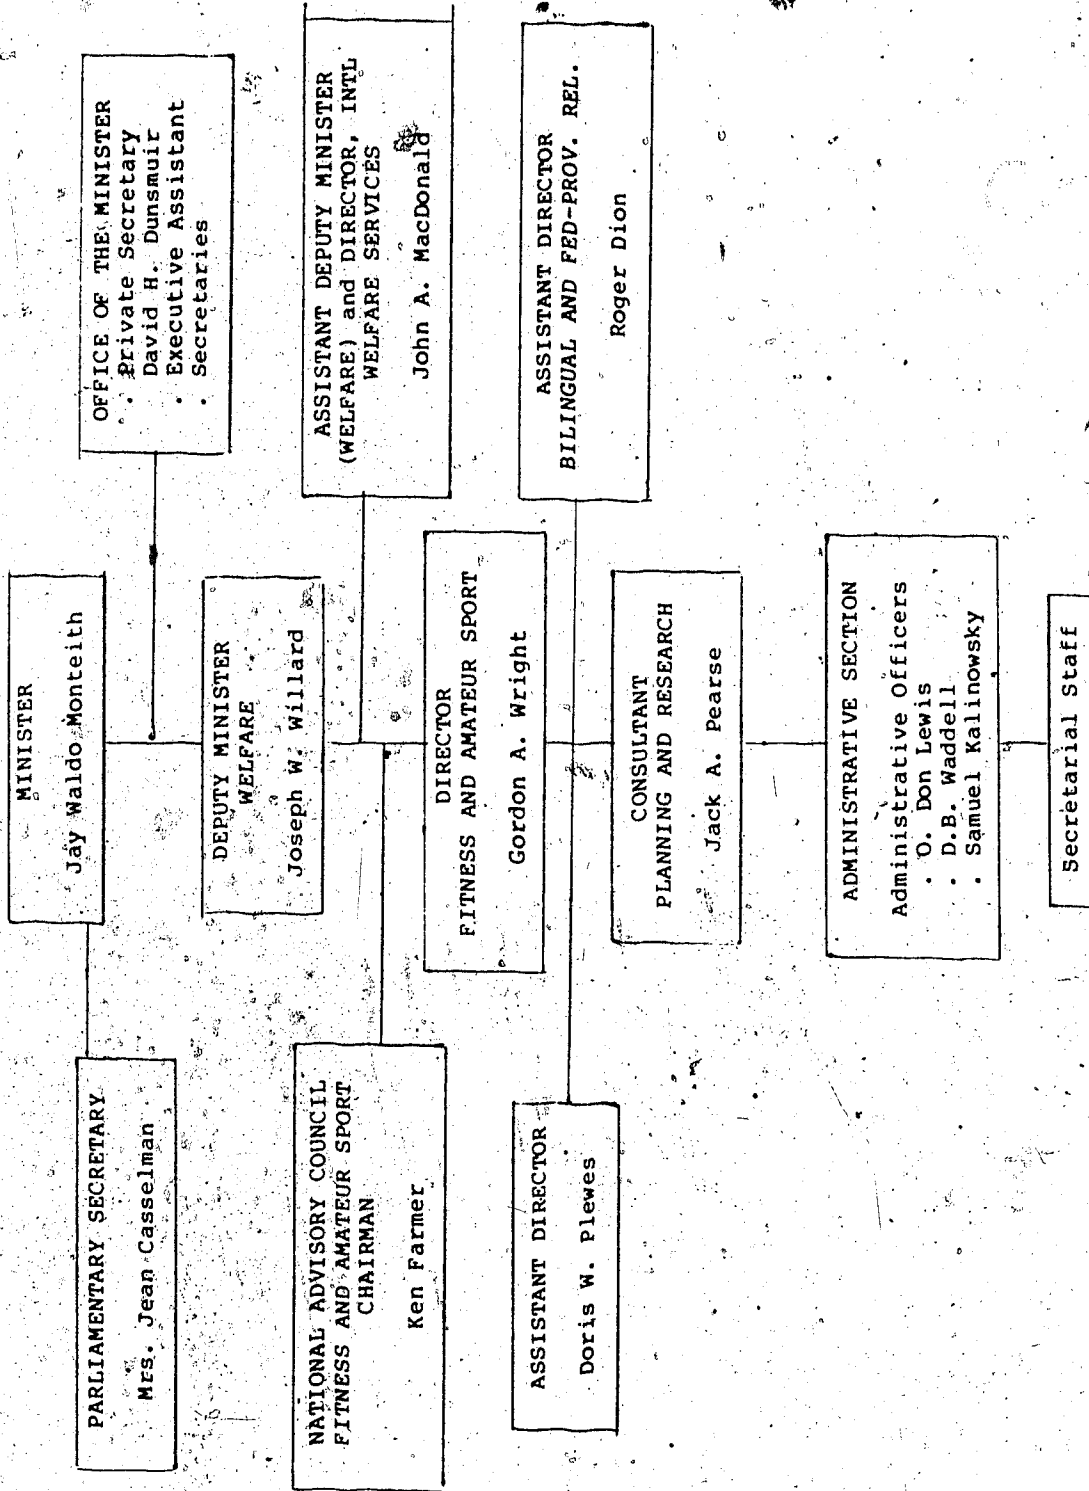 MINISTER
Jay Waldo Monteith
PARLIAMENTARY SECRETARY
Mrs. Jean Casselman
OFFICE OF THE MINISTER
. Private Secretary
David H. Dunsmuir
. Executive Assistant
. Secretaries
DEPUTY MINISTER
WELFARE
Joseph W. Willard
NATIONAL ADVISORY COUNCIL
FITNESS AND AMATEUR SPORT
CHAIRMAN
Ken Farmer
ASSISTANT DEPUTY MINISTER
(WELFARE) and DIRECTOR, INTL
WELFARE SERVICES
John A. MacDonald
DIRECTOR
FITNESS AND AMATEUR SPORT
Gordon A. Wright
ASSISTANT DIRECTOR
Doris W. Plewes
ASSISTANT DIRECTOR
BILINGUAL AND FED-PROV. REL.
Roger Dion
CONSULTANT
PLANNING AND RESEARCH
Jack A. Pearse
ADMINISTRATIVE SECTION
Administrative Officers
. O. Don Lewis
. D.B. Waddell
. Samuel Kalinowsky
Secretarial Staff